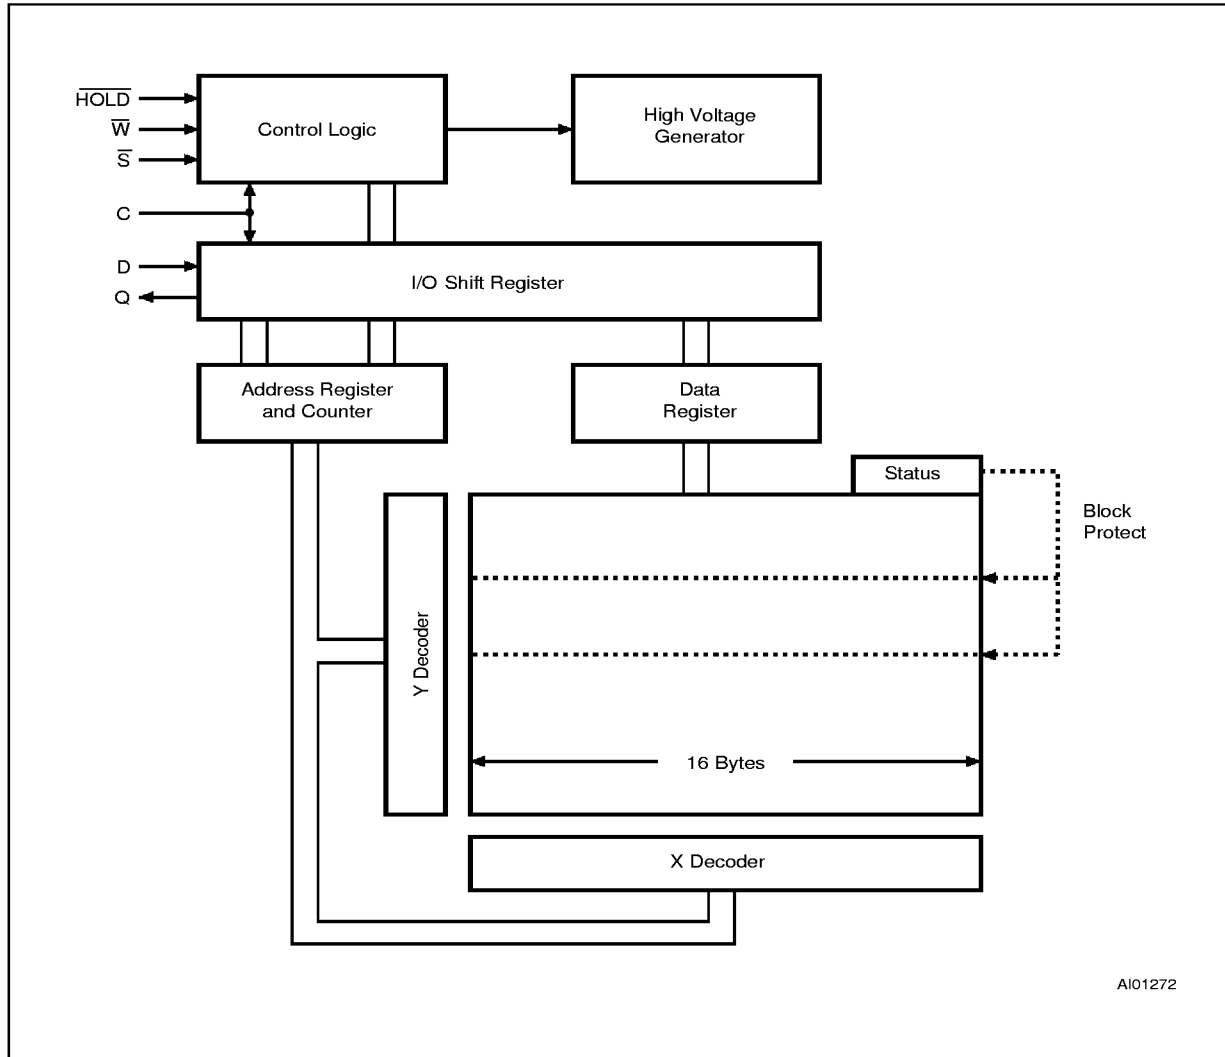 HOLD
W
S
C
D
Q
Control Logic
High Voltage
Generator
I/O Shift Register
Address Register
and Counter
Data
Register
Status
Block
Protect
Y Decoder
16 Bytes
X Decoder
AI01272